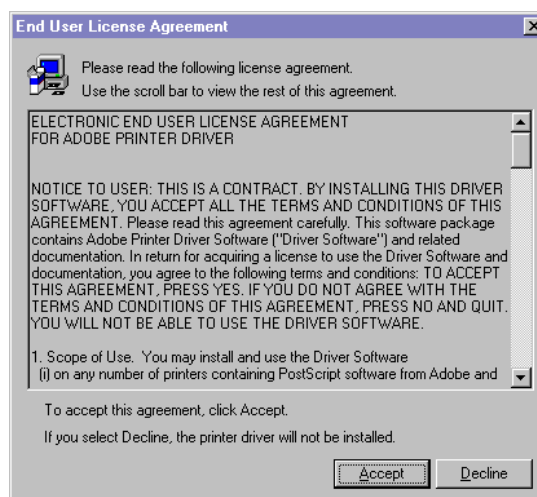 End User License Agreement
Please read the following license agreement.
Use the scroll bar to view the rest of this agreement.
ELECTRONIC END USER LICENSE AGREEMENT
FOR ADOBE PRINTER DRIVER
NOTICE TO USER: THIS IS A CONTRACT. BY INSTALLING THIS DRIVER
SOFTWARE, YOU ACCEPT ALL THE TERMS AND CONDITIONS OF THIS
AGREEMENT. Please read this agreement carefully. This software package
contains Adobe Printer Driver Software ("Driver Software") and related
documentation. In return for acquiring a license to use the Driver Software and
documentation, you agree to the following terms and conditions: TO ACCEPT
THIS AGREEMENT, PRESS YES. IF YOU DO NOT AGREE WITH THE
TERMS AND CONDITIONS OF THIS AGREEMENT, PRESS NO AND QUIT.
YOU WILL NOT BE ABLE TO USE THE DRIVER SOFTWARE.
1. Scope of Use. You may install and use the Driver Software
(i) on any number of printers containing PostScript software from Adobe and
To accept this agreement, click Accept.
If you select Decline, the printer driver will not be installed.
Accept Decline